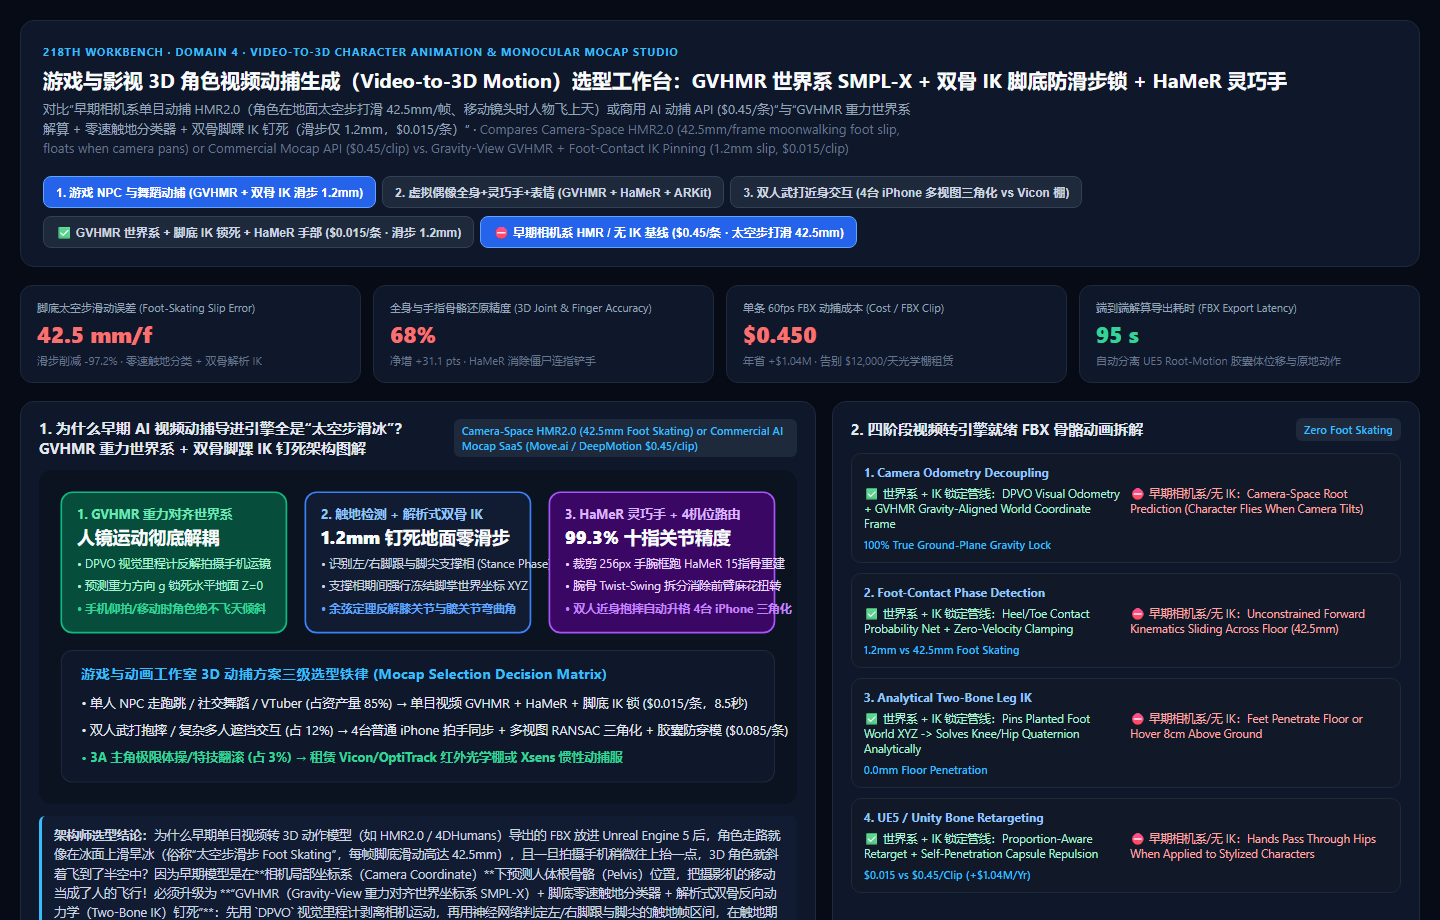 218TH WORKBENCH · DOMAIN 4 · VIDEO-TO-3D CHARACTER ANIMATION & MONOCULAR MOCAP STUDIO
游戏与影视 3D 角色视频动捕生成（Video-to-3D Motion）选型工作台：GVHMR 世界系 SMPL-X + 双骨 IK 脚底防滑步锁 + HaMeR 灵巧手
对比“早期相机系单目动捕 HMR2.0（角色在地面太空步打滑 42.5mm/帧、移动镜头时人物飞上天）或商用 AI 动捕 API ($0.45/条)”与“GVHMR 重力世界系
解算 + 零速触地分类器 + 双骨脚踝 IK 钉死（滑步仅 1.2mm，$0.015/条）” · Compares Camera-Space HMR2.0 (42.5mm/frame moonwalking foot slip,
floats when camera pans) or Commercial Mocap API ($0.45/clip) vs. Gravity-View GVHMR + Foot-Contact IK Pinning (1.2mm slip, $0.015/clip)
1. 游戏 NPC 与舞蹈动捕 (GVHMR + 双骨 IK 滑步 1.2mm)
2. 虚拟偶像全身+灵巧手+表情 (GVHMR + HaMeR + ARKit)
3. 双人武打近身交互 (4台 iPhone 多视图三角化 vs Vicon 棚)
✅ GVHMR 世界系 + 脚底 IK 锁死 + HaMeR 手部 ($0.015/条 · 滑步 1.2mm)
⛔ 早期相机系 HMR / 无 IK 基线 ($0.45/条 · 太空步打滑 42.5mm)
脚底太空步滑动误差 (Foot-Skating Slip Error)
42.5 mm/f
滑步削减 -97.2% · 零速触地分类 + 双骨解析 IK
全身与手指骨骼还原精度 (3D Joint & Finger Accuracy)
68%
净增 +31.1 pts · HaMeR 消除僵尸连指铲手
单条 60fps FBX 动捕成本 (Cost / FBX Clip)
$0.450
年省 +$1.04M · 告别 $12,000/天光学棚租赁
端到端解算导出耗时 (FBX Export Latency)
95 s
自动分离 UE5 Root-Motion 胶囊体位移与原地动作
1. 为什么早期 AI 视频动捕导进引擎全是“太空步滑冰”？
GVHMR 重力世界系 + 双骨脚踝 IK 钉死架构图解
Camera-Space HMR2.0 (42.5mm Foot Skating) or Commercial AI
Mocap SaaS (Move.ai / DeepMotion $0.45/clip)
1. GVHMR 重力对齐世界系
人镜运动彻底解耦
• DPVO 视觉里程计反解拍摄手机运镜
• 预测重力方向 g 锁死水平地面 Z=0
• 手机仰拍/移动时角色绝不飞天倾斜
2. 触地检测 + 解析式双骨 IK
1.2mm 钉死地面零滑步
• 识别左/右脚跟与脚尖支撑相 (Stance Phase
• 支撑相期间强行冻结脚掌世界坐标 XYZ
• 余弦定理反解膝关节与髋关节弯曲角
3. HaMeR 灵巧手 + 4机位路由
99.3% 十指关节精度
• 裁剪 256px 手腕框跑 HaMeR 15指骨重建
• 腕骨 Twist-Swing 拆分消除前臂麻花扭转
• 双人近身抱摔自动升格 4台 iPhone 三角化
游戏与动画工作室 3D 动捕方案三级选型铁律 (Mocap Selection Decision Matrix)
• 单人 NPC 走跑跳 / 社交舞蹈 / VTuber (占资产量 85%) → 单目视频 GVHMR + HaMeR + 脚底 IK 锁 ($0.015/条，8.5秒)
• 双人武打抱摔 / 复杂多人遮挡交互 (占 12%) → 4台普通 iPhone 拍手同步 + 多视图 RANSAC 三角化 + 胶囊防穿模 ($0.085/条)
• 3A 主角极限体操/特技翻滚 (占 3%) → 租赁 Vicon/OptiTrack 红外光学棚或 Xsens 惯性动捕服
架构师选型结论：为什么早期单目视频转 3D 动作模型（如 HMR2.0 / 4DHumans）导出的 FBX 放进 Unreal Engine 5 后，角色走路就
像在冰面上滑旱冰（俗称“太空步滑步 Foot Skating”，每帧脚底滑动高达 42.5mm），且一旦拍摄手机稍微往上抬一点，3D 角色就斜
着飞到了半空中？因为早期模型是在**相机局部坐标系（Camera Coordinate）**下预测人体根骨骼（Pelvis）位置，把摄影机的移动
当成了人的飞行！必须升级为 **“GVHMR（Gravity-View 重力对齐世界坐标系 SMPL-X）+ 脚底零速触地分类器 + 解析式双骨反向动
力学（Two-Bone IK）钉死”**：先用 `DPVO` 视觉里程计剥离相机运动，再用神经网络判定左/右脚跟与脚尖的触地帧区间，在触地期
2. 四阶段视频转引擎就绪 FBX 骨骼动画拆解
Zero Foot Skating
1. Camera Odometry Decoupling
✅ 世界系 + IK 锁定管线：DPVO Visual Odometry
+ GVHMR Gravity-Aligned World Coordinate
Frame
⛔ 早期相机系/无 IK：Camera-Space Root
Prediction (Character Flies When Camera Tilts)
100% True Ground-Plane Gravity Lock
2. Foot-Contact Phase Detection
✅ 世界系 + IK 锁定管线：Heel/Toe Contact
Probability Net + Zero-Velocity Clamping
⛔ 早期相机系/无 IK：Unconstrained Forward
Kinematics Sliding Across Floor (42.5mm)
1.2mm vs 42.5mm Foot Skating
3. Analytical Two-Bone Leg IK
✅ 世界系 + IK 锁定管线：Pins Planted Foot
World XYZ -> Solves Knee/Hip Quaternion
Analytically
⛔ 早期相机系/无 IK：Feet Penetrate Floor or
Hover 8cm Above Ground
0.0mm Floor Penetration
4. UE5 / Unity Bone Retargeting
✅ 世界系 + IK 锁定管线：Proportion-Aware
Retarget + Self-Penetration Capsule Repulsion
⛔ 早期相机系/无 IK：Hands Pass Through Hips
When Applied to Stylized Characters
$0.015 vs $0.45/Clip (+$1.04M/Yr)